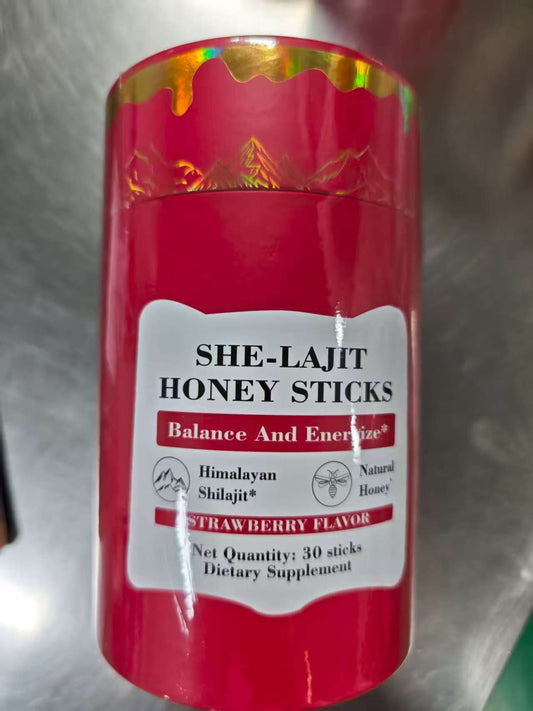 SHE-LAJIT
HONEY STICKS
Balance And Energize*
Himalayan
Shilajit*
Natural
Honey
STRAWBERRY FLAVOR
Net Quantity: 30 sticks
Dietary Supplement